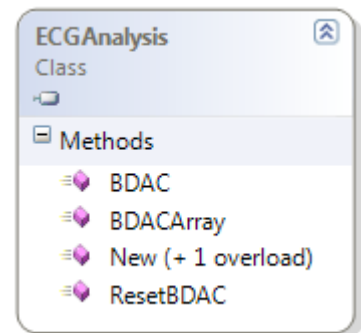 ECGAnalysis
Class
Methods
BDAC
BDACArray
New (+ 1 overload)
ResetBDAC